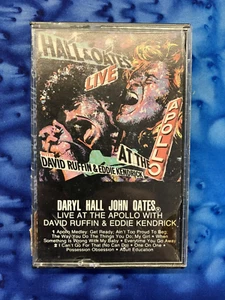 HALL & OATES
LIVE
AT THE
APOLLO
DAVID RUFFIN & EDDIE KENDRICK
DARYL HALL JOHN OATES®
LIVE AT THE APOLLO WITH
DAVID RUFFIN & EDDIE KENDRICK
1 Apollo Medley: Get Ready; Ain't Too Proud To Beg;
The Way You Do The Things You Do; My Girl • When
Something Is Wrong With My Baby • Everytime You Go Away
2 I Can't Go For That (No Can Do) • One On One •
Possession Obsession • Adult Education